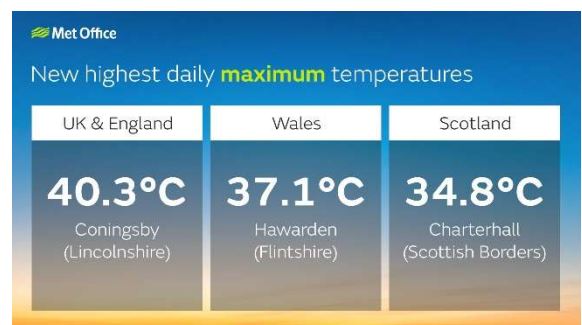 Met Office
New highest daily maximum temperatures
UK & England
40.3°C
Coningsby
(Lincolnshire)
Wales
37.1°C
Hawarden
(Flintshire)
Scotland
34.8°C
Charterhall
(Scottish Borders)